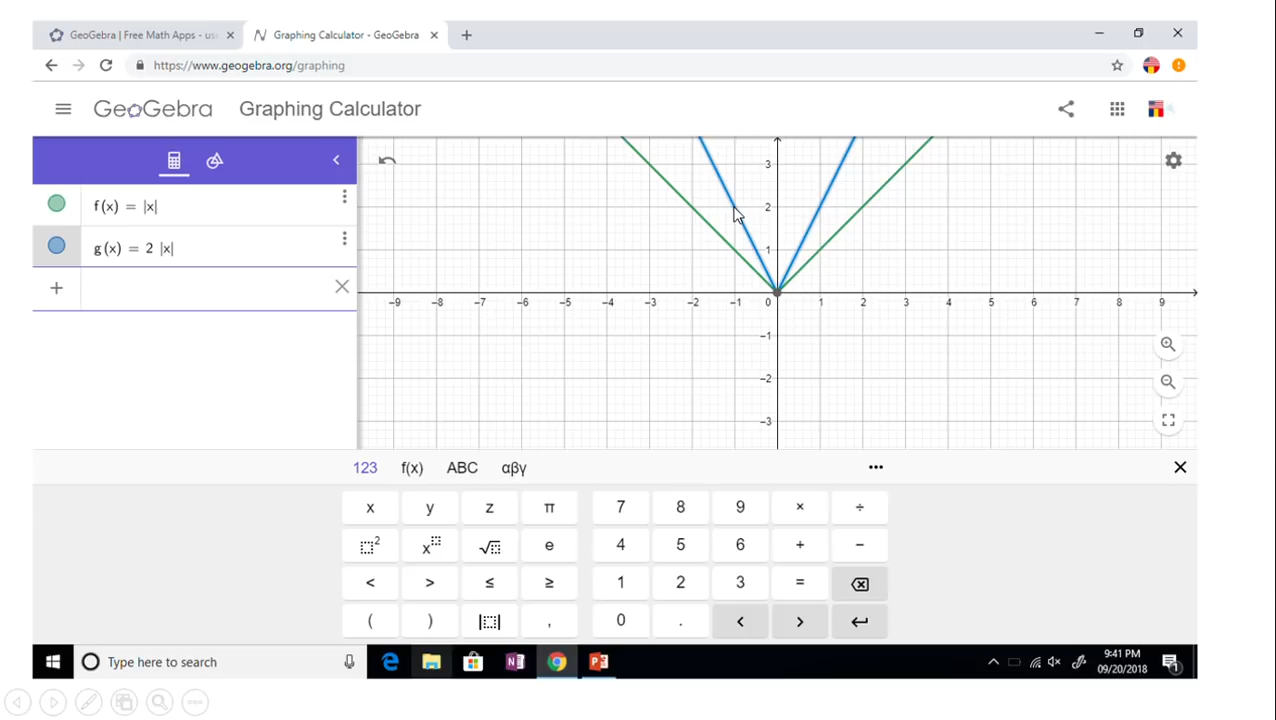 GeoGebra | Free Math Apps - us
Graphing Calculator - GeoGebra
https://www.geogebra.org/graphing
GeoGebra Graphing Calculator
f(x) = |x|
g(x) = 2 |x|
3
2
1
-9 -8 -7 -6 -5 -4 -3 -2 -1 0 1 2 3 4 5 6 7 8 9
-1
-2
-3
123 f(x) ABC αβγ
x y z π 7 8 9 × ÷
□² x□ √□ e 4 5 6 + −
< > ≤ ≥ 1 2 3 =
( ) |□| , 0 . < >
Type here to search
9:41 PM
09/20/2018
1